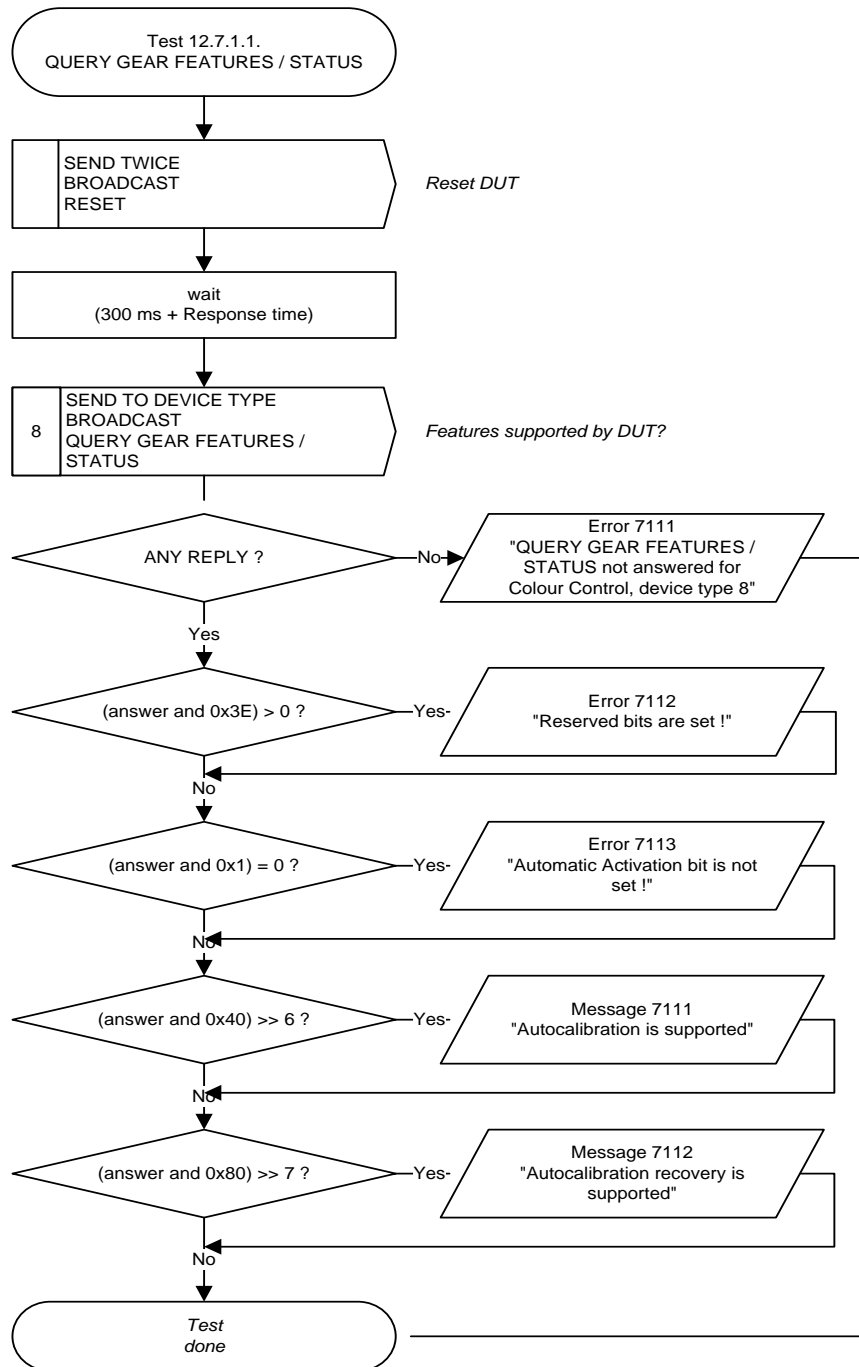 Test 12.7.1.1.
QUERY GEAR FEATURES / STATUS
SEND TWICE
BROADCAST
RESET
Reset DUT
wait
(300 ms + Response time)
8
SEND TO DEVICE TYPE
BROADCAST
QUERY GEAR FEATURES /
STATUS
Features supported by DUT?
ANY REPLY ?
No
Error 7111
"QUERY GEAR FEATURES /
STATUS not answered for
Colour Control, device type 8"
Yes
(answer and 0x3E) > 0 ?
Yes
Error 7112
"Reserved bits are set !"
No
(answer and 0x1) = 0 ?
Yes
Error 7113
"Automatic Activation bit is not
set !"
No
(answer and 0x40) >> 6 ?
Yes
Message 7111
"Autocalibration is supported"
No
(answer and 0x80) >> 7 ?
Yes
Message 7112
"Autocalibration recovery is
supported"
No
Test
done